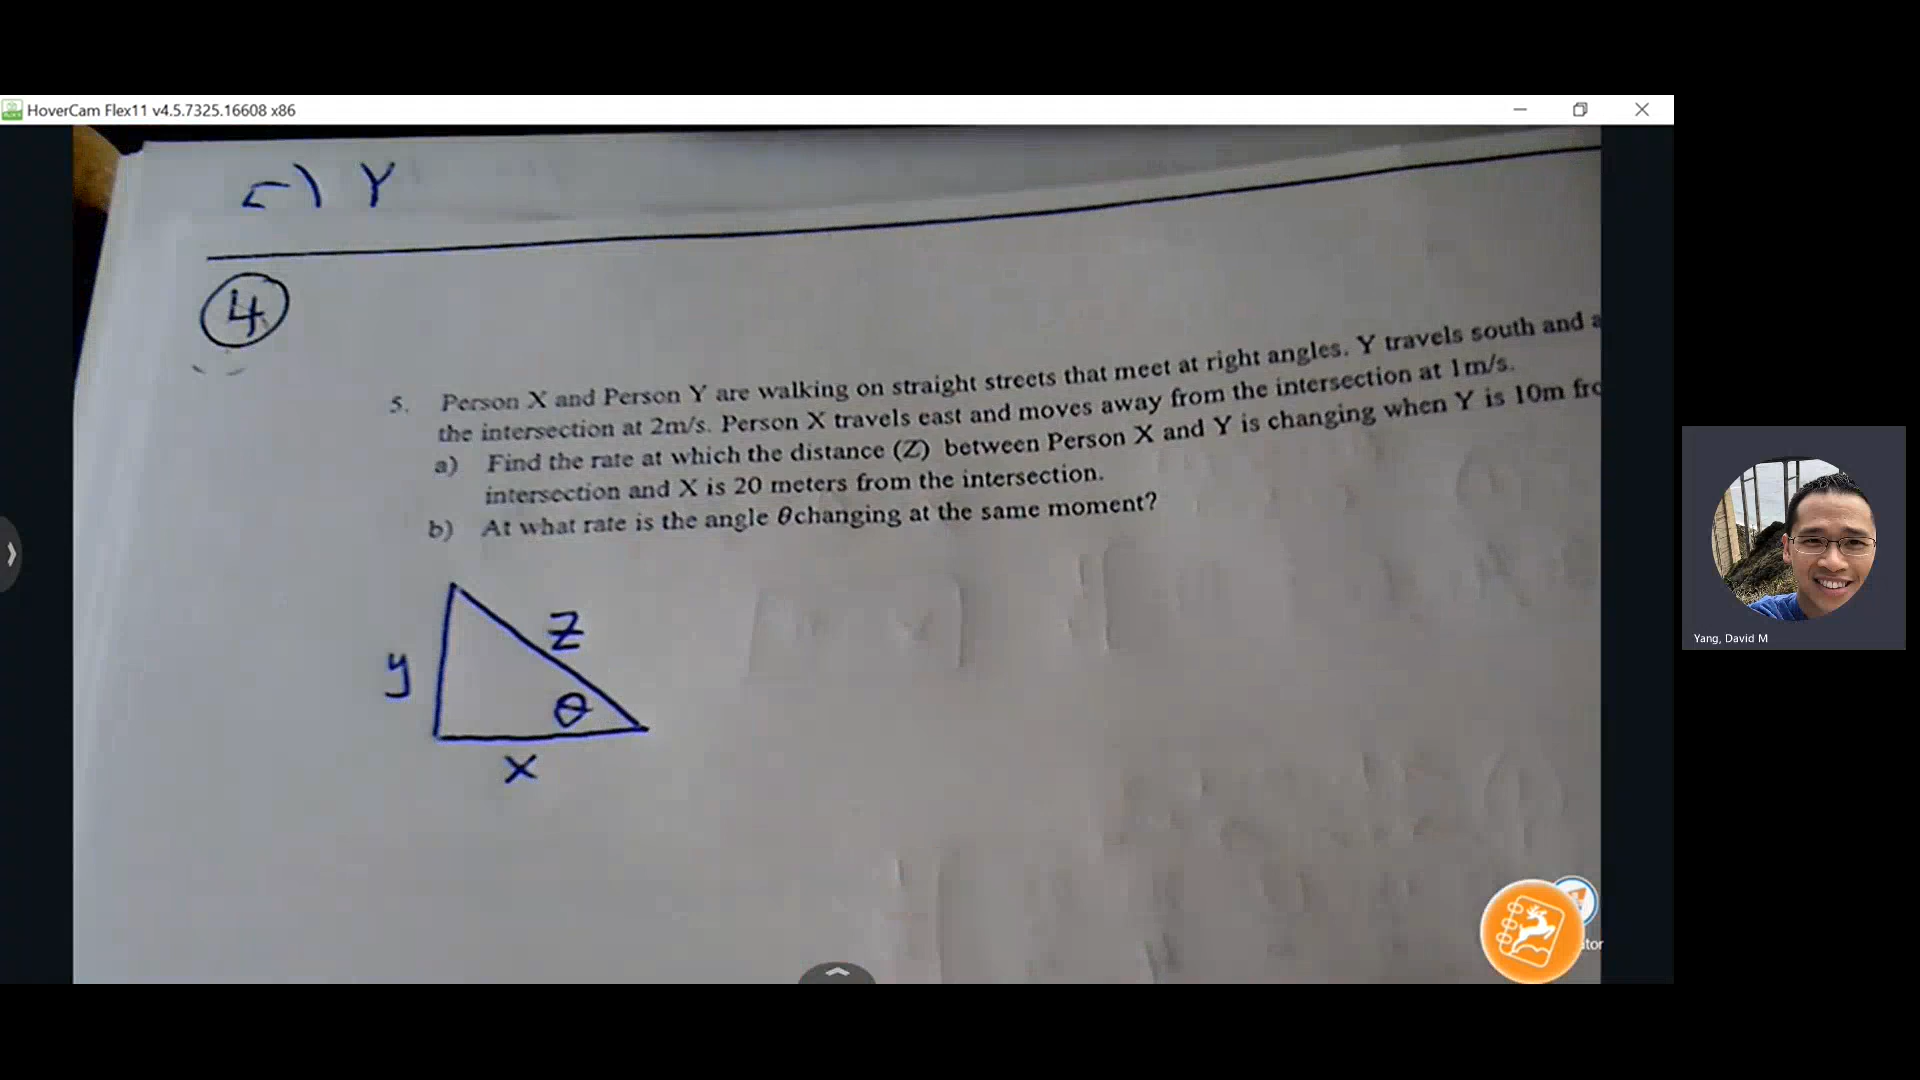 HoverCam Flex11 v4.5.7325.16608 x86
c) Y
4
5. Person X and Person Y are walking on straight streets that meet at right angles. Y travels south and
the intersection at 2m/s. Person X travels east and moves away from the intersection at 1m/s.
a) Find the rate at which the distance (Z) between Person X and Y is changing when Y is 10m
intersection and X is 20 meters from the intersection.
b) At what rate is the angle θ changing at the same moment?
z
y
θ
x
Yang, David M